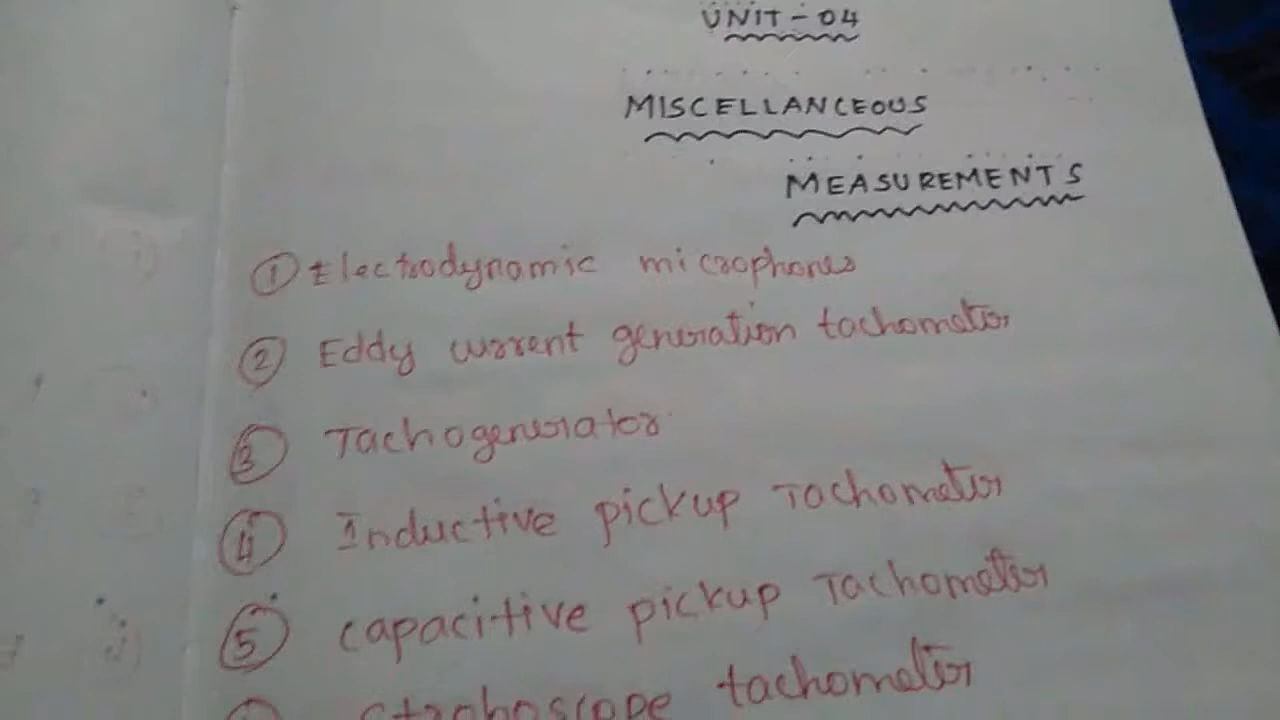 UNIT-04
MISCELLANCEOUS
MEASUREMENTS
① Electrodynamic microphones
② Eddy current generation tachometer
③ Tachogenerator
④ Inductive pickup Tachometer
⑤ capacitive pickup Tachometer
stroboscope tachometer